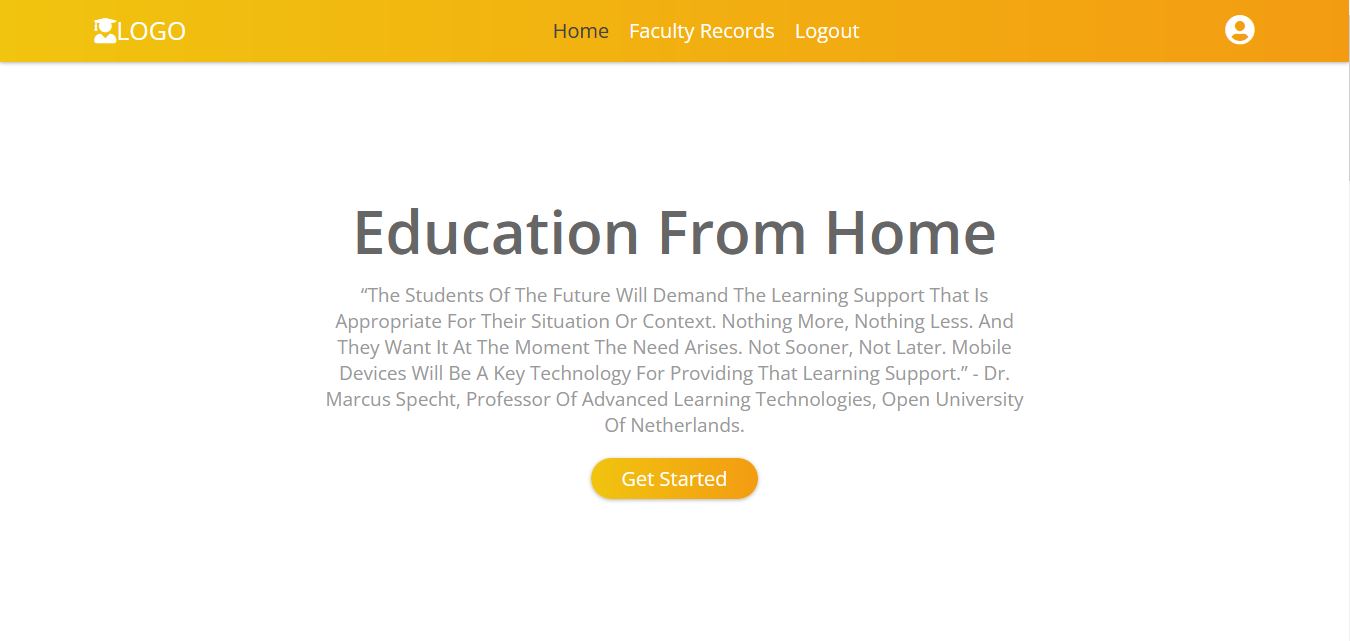 LOGO
Home Faculty Records Logout
Education From Home
“The Students Of The Future Will Demand The Learning Support That Is
Appropriate For Their Situation Or Context. Nothing More, Nothing Less. And
They Want It At The Moment The Need Arises. Not Sooner, Not Later. Mobile
Devices Will Be A Key Technology For Providing That Learning Support.” - Dr.
Marcus Specht, Professor Of Advanced Learning Technologies, Open University
Of Netherlands.
Get Started